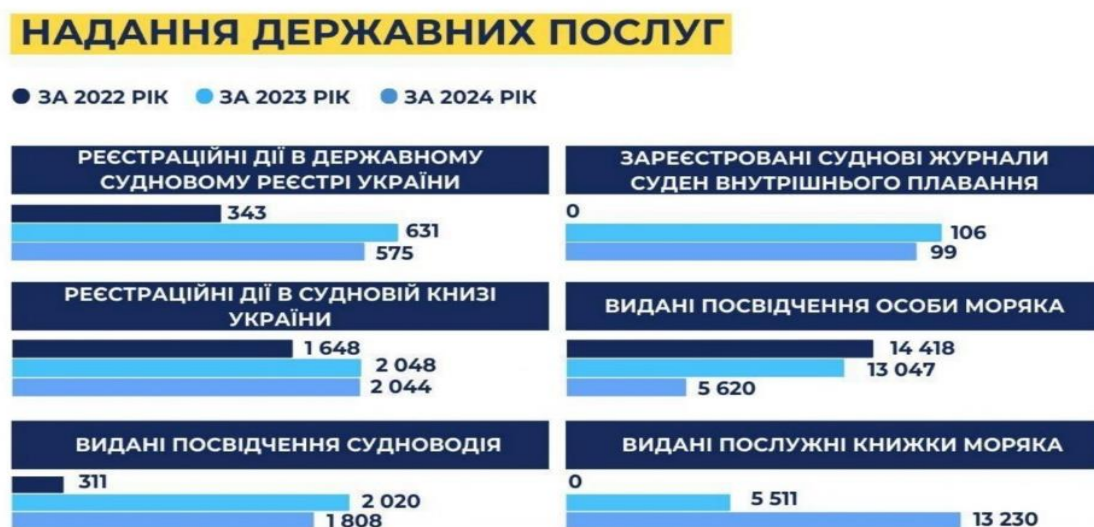 НАДАННЯ ДЕРЖАВНИХ ПОСЛУГ
ЗА 2022 РІК ЗА 2023 РІК ЗА 2024 РІК
РЕЄСТРАЦІЙНІ ДІЇ В ДЕРЖАВНОМУ
СУДНОВОМУ РЕЄСТРІ УКРАЇНИ
343
631
575
ЗАРЕЄСТРОВАНІ СУДНОВІ ЖУРНАЛИ
СУДЕН ВНУТРІШНЬОГО ПЛАВАННЯ
0
106
99
РЕЄСТРАЦІЙНІ ДІЇ В СУДНОВІЙ КНИЗІ
УКРАЇНИ
1 648
2 048
2 044
ВИДАНІ ПОСВІДЧЕННЯ ОСОБИ МОРЯКА
14 418
13 047
5 620
ВИДАНІ ПОСВІДЧЕННЯ СУДНОВОДІЯ
311
2 020
1 808
ВИДАНІ ПОСЛУЖНІ КНИЖКИ МОРЯКА
0
5 511
13 230